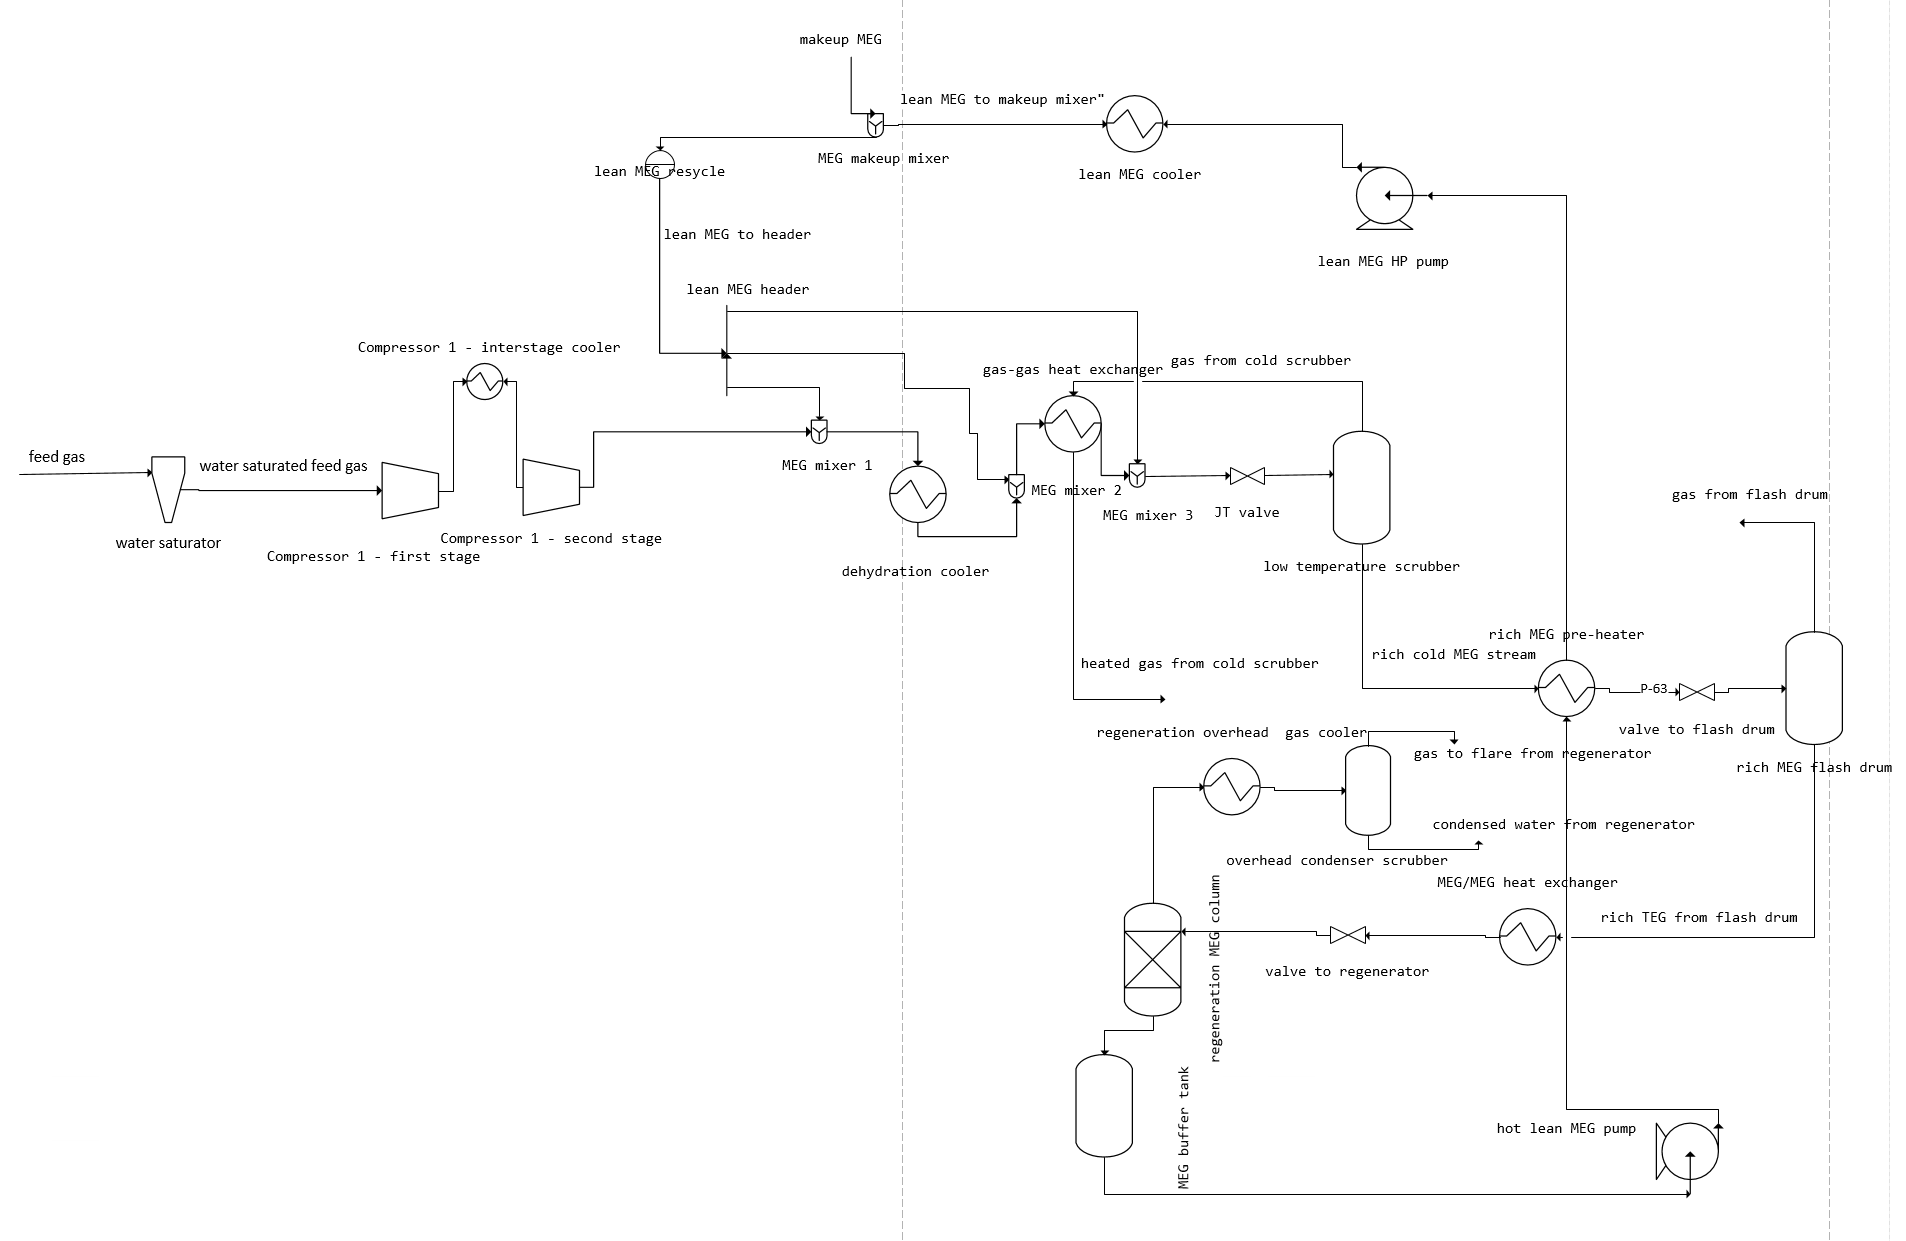 makeup MEG
lean MEG to makeup mixer"
MEG makeup mixer
lean MEG resycle
lean MEG cooler
lean MEG to header
lean MEG HP pump
lean MEG header
Compressor 1 - interstage cooler
gas-gas heat exchanger
gas from cold scrubber
feed gas
water saturated feed gas
MEG mixer 1
MEG mixer 2
MEG mixer 3
JT valve
gas from flash drum
water saturator
Compressor 1 - first stage
Compressor 1 - second stage
dehydration cooler
low temperature scrubber
rich MEG pre-heater
rich cold MEG stream
heated gas from cold scrubber
P-63
valve to flash drum
regeneration overhead  gas cooler
gas to flare from regenerator
rich MEG flash drum
condensed water from regenerator
overhead condenser scrubber
MEG/MEG heat exchanger
rich TEG from flash drum
regeneration MEG column
valve to regenerator
MEG buffer tank
hot lean MEG pump